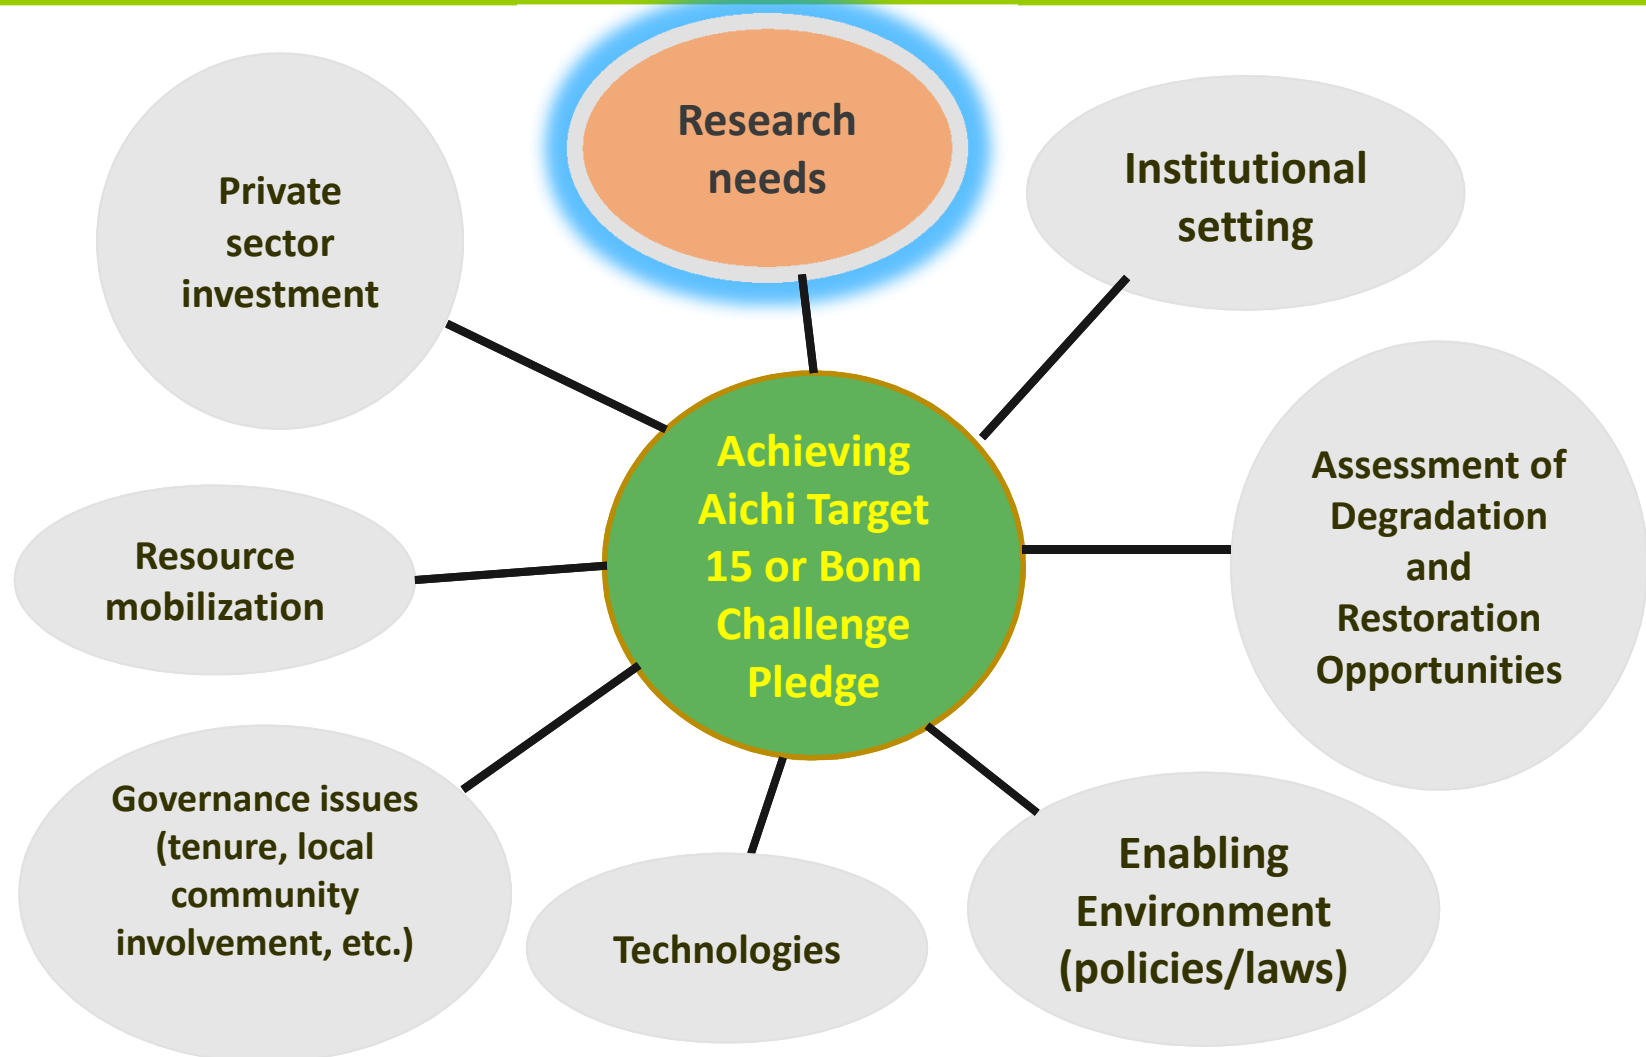 Research
needs
Private
sector
investment
Institutional
setting
Achieving
Aichi Target
15 or Bonn
Challenge
Pledge
Assessment of
Degradation
and
Restoration
Opportunities
Resource
mobilization
Governance issues
(tenure, local
community
involvement, etc.)
Technologies
Enabling
Environment
(policies/laws)